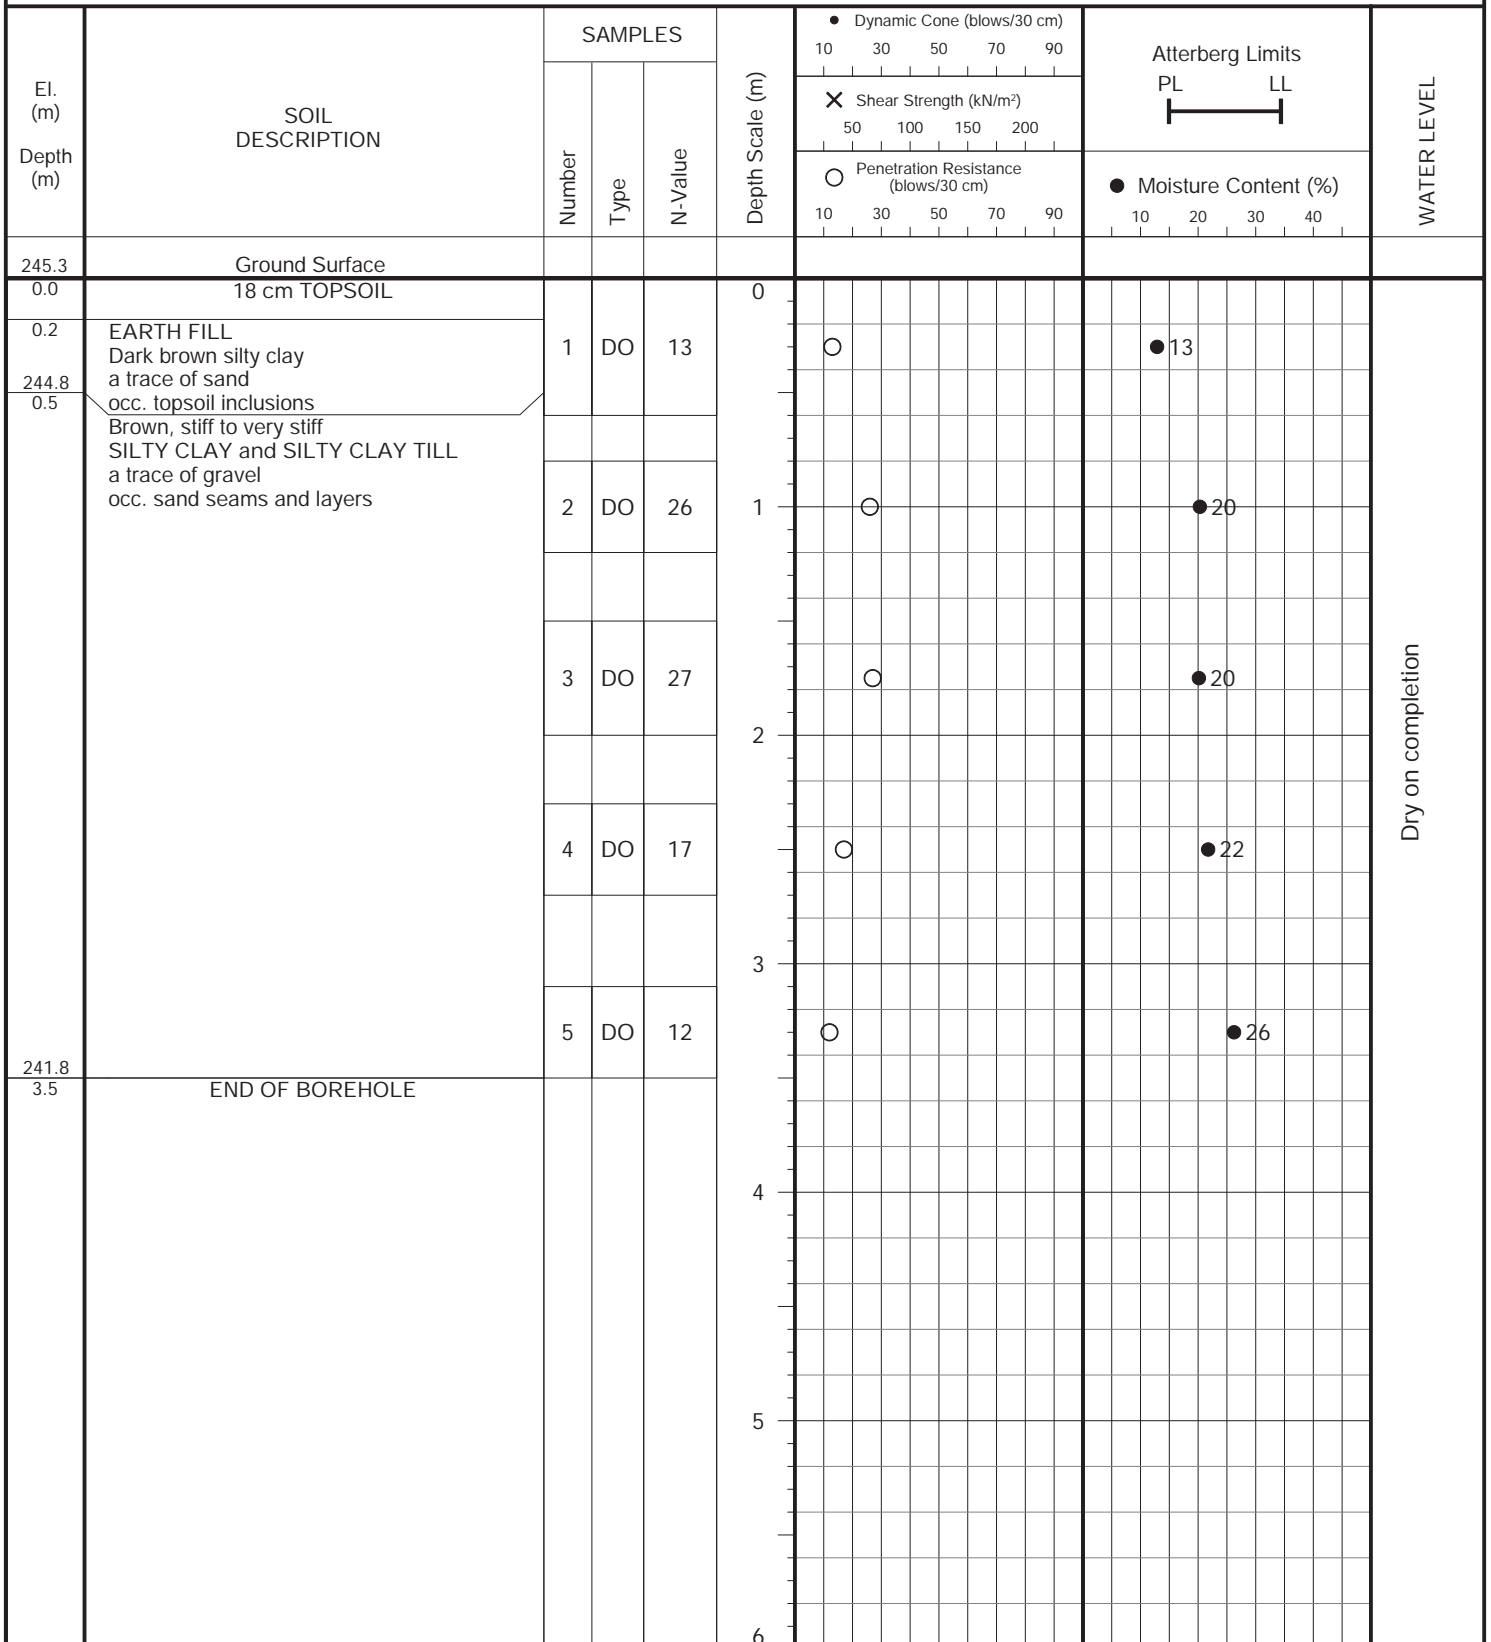 El.
(m)
Depth
(m)
SOIL
DESCRIPTION
SAMPLES
Number
Type
N-Value
Depth Scale (m)
Dynamic Cone (blows/30 cm)
10 30 50 70 90
Shear Strength (kN/m²)
50 100 150 200
Penetration Resistance
(blows/30 cm)
10 30 50 70 90
Atterberg Limits
PL LL
Moisture Content (%)
10 20 30 40
WATER LEVEL
245.3 Ground Surface
0.0 18 cm TOPSOIL 0
0.2 EARTH FILL
Dark brown silty clay
1 DO 13 13
244.8 a trace of sand
0.5 occ. topsoil inclusions
Brown, stiff to very stiff
SILTY CLAY and SILTY CLAY TILL
a trace of gravel
occ. sand seams and layers
2 DO 26 1 20
3 DO 27 20
2
Dry on completion
4 DO 17 22
3
5 DO 12 26
241.8
3.5 END OF BOREHOLE
4
5
6